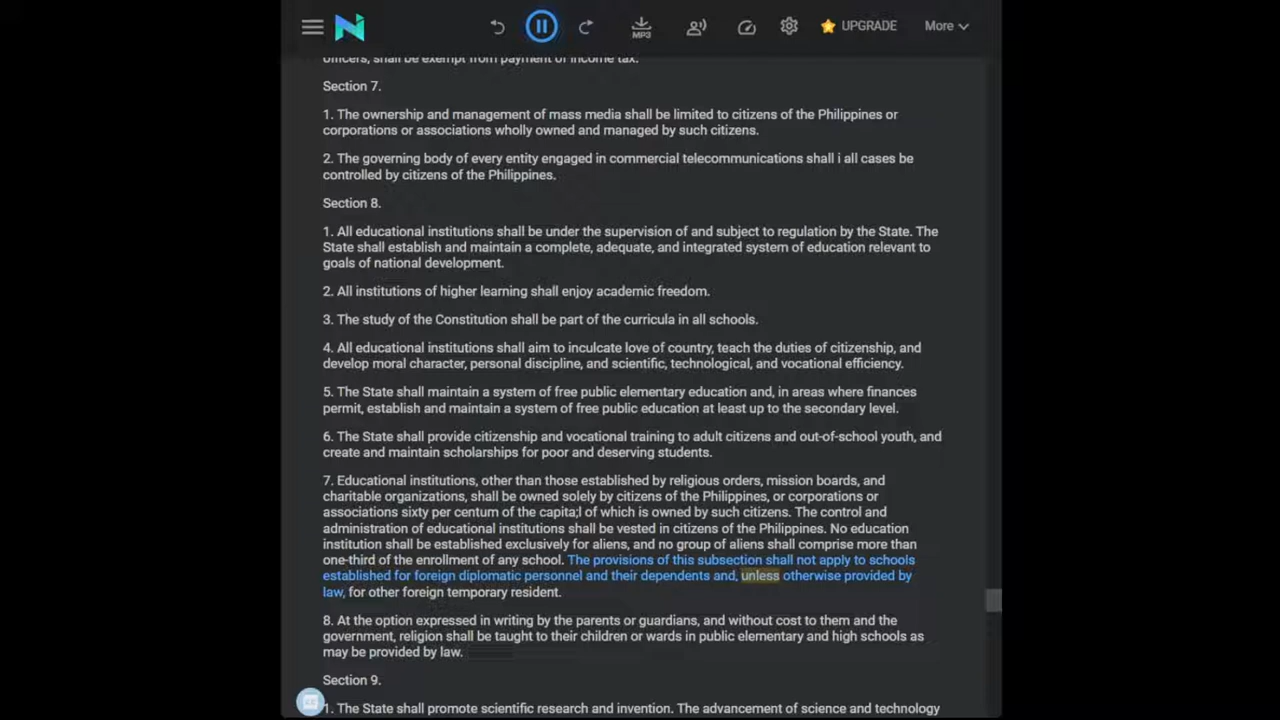 MP3
UPGRADE
More
officers, shall be exempt from payment of income tax.
Section 7.
1. The ownership and management of mass media shall be limited to citizens of the Philippines or
corporations or associations wholly owned and managed by such citizens.
2. The governing body of every entity engaged in commercial telecommunications shall i all cases be
controlled by citizens of the Philippines.
Section 8.
1. All educational institutions shall be under the supervision of and subject to regulation by the State. The
State shall establish and maintain a complete, adequate, and integrated system of education relevant to
goals of national development.
2. All institutions of higher learning shall enjoy academic freedom.
3. The study of the Constitution shall be part of the curricula in all schools.
4. All educational institutions shall aim to inculcate love of country, teach the duties of citizenship, and
develop moral character, personal discipline, and scientific, technological, and vocational efficiency.
5. The State shall maintain a system of free public elementary education and, in areas where finances
permit, establish and maintain a system of free public education at least up to the secondary level.
6. The State shall provide citizenship and vocational training to adult citizens and out-of-school youth, and
create and maintain scholarships for poor and deserving students.
7. Educational institutions, other than those established by religious orders, mission boards, and
charitable organizations, shall be owned solely by citizens of the Philippines, or corporations or
associations sixty per centum of the capita;l of which is owned by such citizens. The control and
administration of educational institutions shall be vested in citizens of the Philippines. No education
institution shall be established exclusively for aliens, and no group of aliens shall comprise more than
one-third of the enrollment of any school. The provisions of this subsection shall not apply to schools
established for foreign diplomatic personnel and their dependents and, unless otherwise provided by
law, for other foreign temporary resident.
8. At the option expressed in writing by the parents or guardians, and without cost to them and the
government, religion shall be taught to their children or wards in public elementary and high schools as
may be provided by law.
Section 9.
1. The State shall promote scientific research and invention. The advancement of science and technology